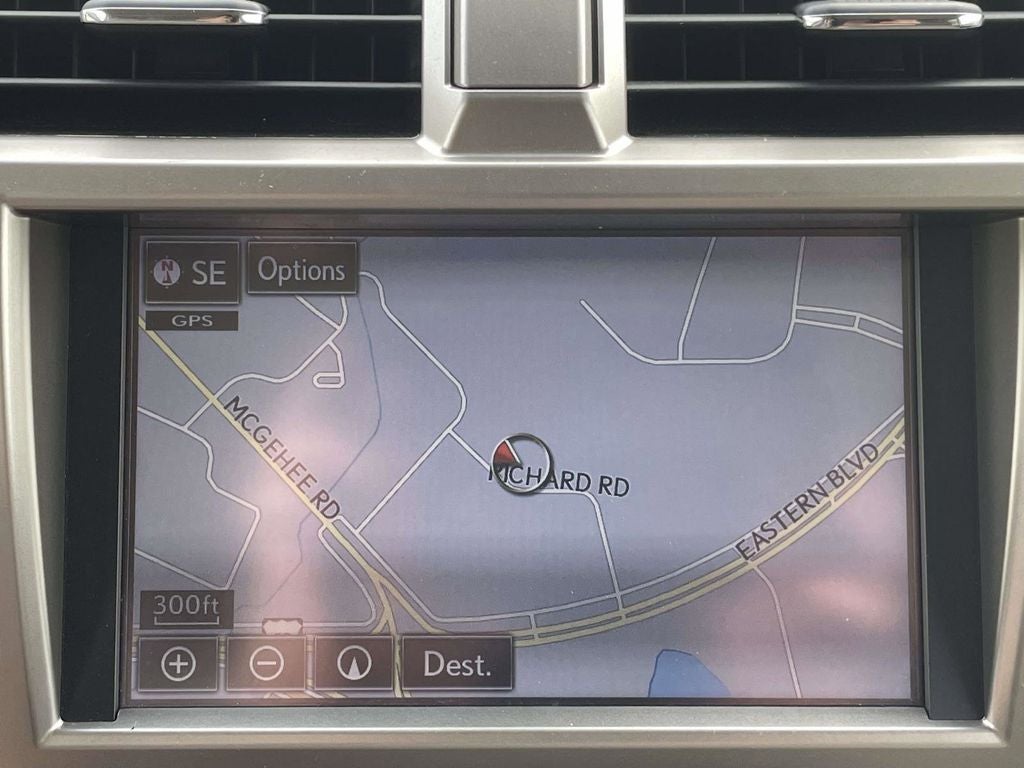 N
SE
Options
GPS
MCGEHEE RD
RICHARD RD
EASTERN BLVD
300ft
Dest.